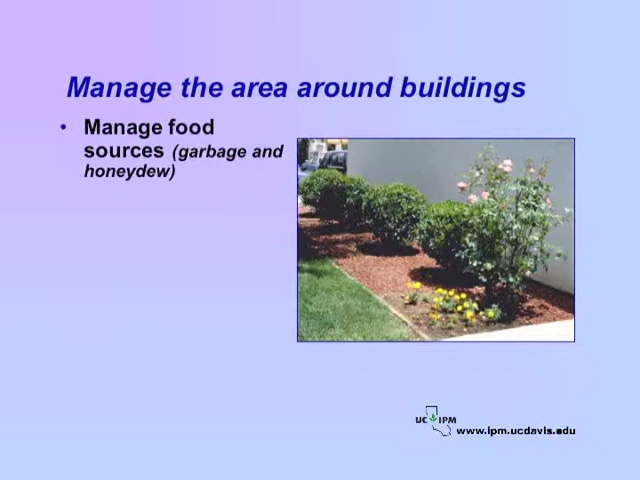 Manage the area around buildings
• Manage food
sources (garbage and
honeydew)
UC IPM
www.ipm.ucdavis.edu